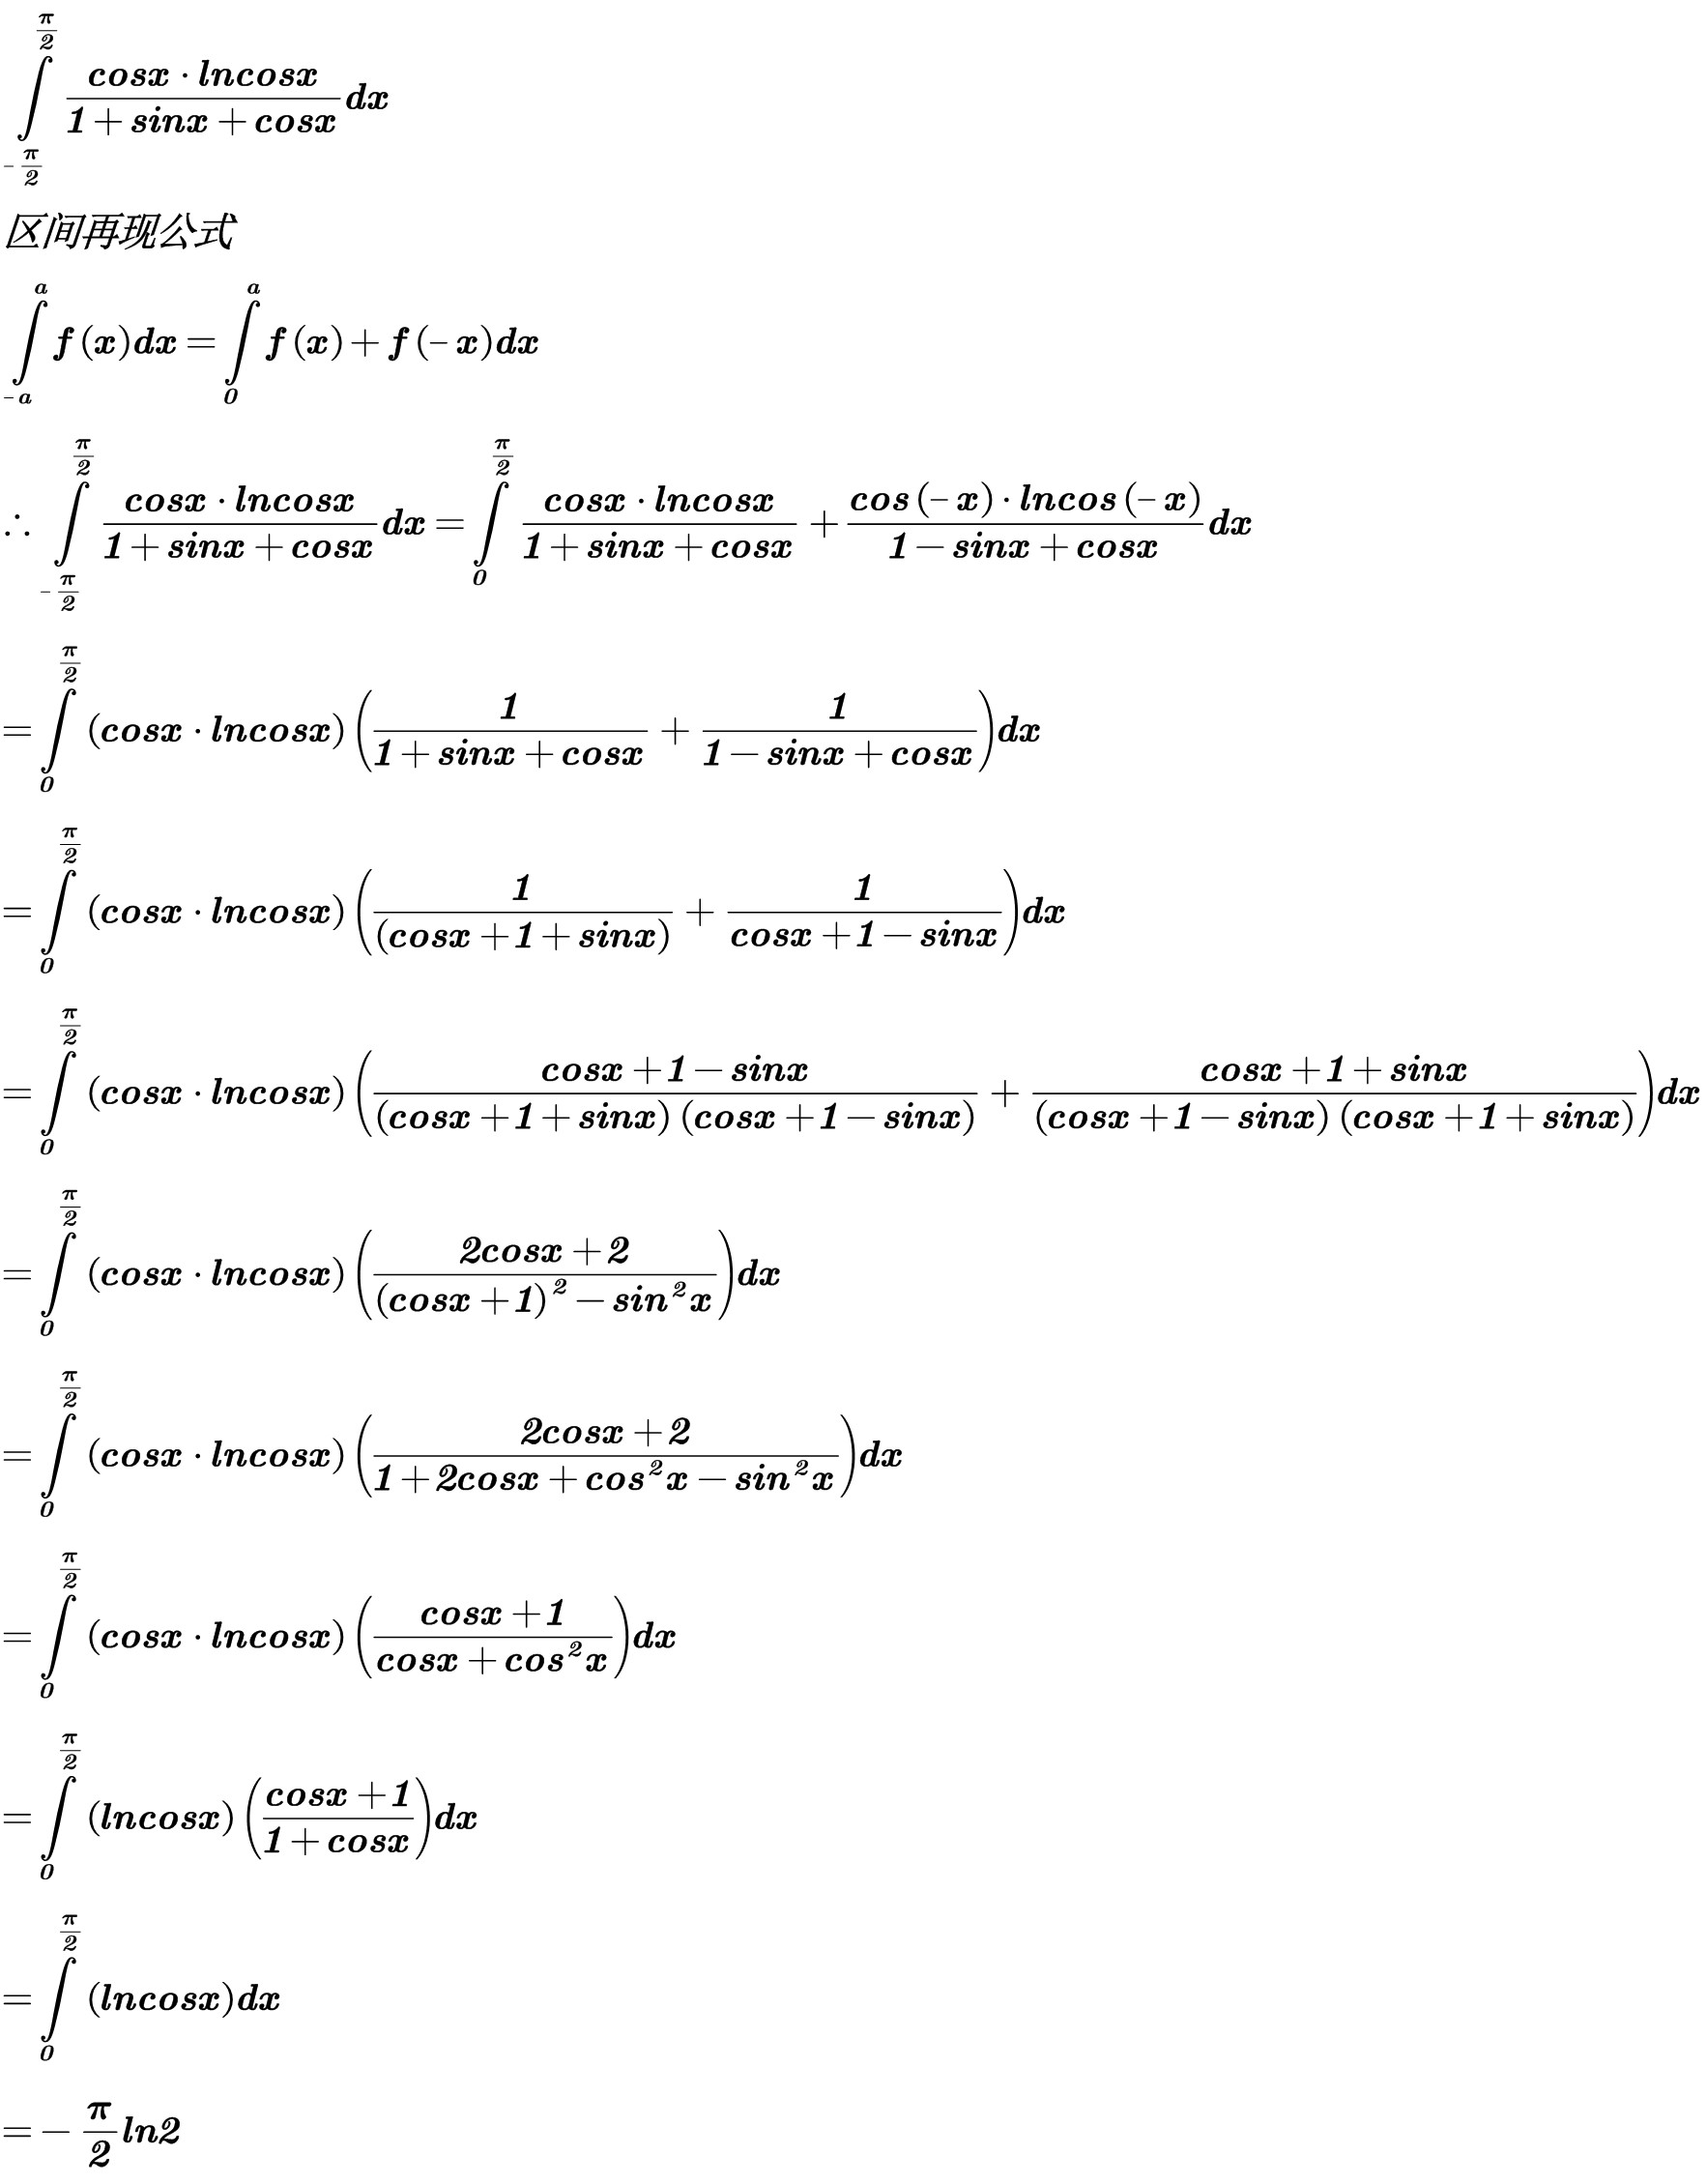 $\int_{-\frac{\pi}{2}}^{\frac{\pi}{2}} \frac{cosx \cdot lncosx}{1+sinx+cosx}dx$
区间再现公式
$\int_{-a}^{a} f(x)dx = \int_{0}^{a} f(x)+f(-x)dx$
$\therefore \int_{-\frac{\pi}{2}}^{\frac{\pi}{2}} \frac{cosx \cdot lncosx}{1+sinx+cosx}dx = \int_{0}^{\frac{\pi}{2}} \frac{cosx \cdot lncosx}{1+sinx+cosx} + \frac{cos(-x) \cdot lncos(-x)}{1-sinx+cosx}dx$
$= \int_{0}^{\frac{\pi}{2}} (cosx \cdot lncosx) \left( \frac{1}{1+sinx+cosx} + \frac{1}{1-sinx+cosx} \right)dx$
$= \int_{0}^{\frac{\pi}{2}} (cosx \cdot lncosx) \left( \frac{1}{(cosx+1+sinx)} + \frac{1}{cosx+1-sinx} \right)dx$
$= \int_{0}^{\frac{\pi}{2}} (cosx \cdot lncosx) \left( \frac{cosx+1-sinx}{(cosx+1+sinx)(cosx+1-sinx)} + \frac{cosx+1+sinx}{(cosx+1-sinx)(cosx+1+sinx)} \right)dx$
$= \int_{0}^{\frac{\pi}{2}} (cosx \cdot lncosx) \left( \frac{2cosx+2}{(cosx+1)^2-sin^2x} \right)dx$
$= \int_{0}^{\frac{\pi}{2}} (cosx \cdot lncosx) \left( \frac{2cosx+2}{1+2cosx+cos^2x-sin^2x} \right)dx$
$= \int_{0}^{\frac{\pi}{2}} (cosx \cdot lncosx) \left( \frac{cosx+1}{cosx+cos^2x} \right)dx$
$= \int_{0}^{\frac{\pi}{2}} (lncosx) \left( \frac{cosx+1}{1+cosx} \right)dx$
$= \int_{0}^{\frac{\pi}{2}} (lncosx)dx$
$= -\frac{\pi}{2}ln2$